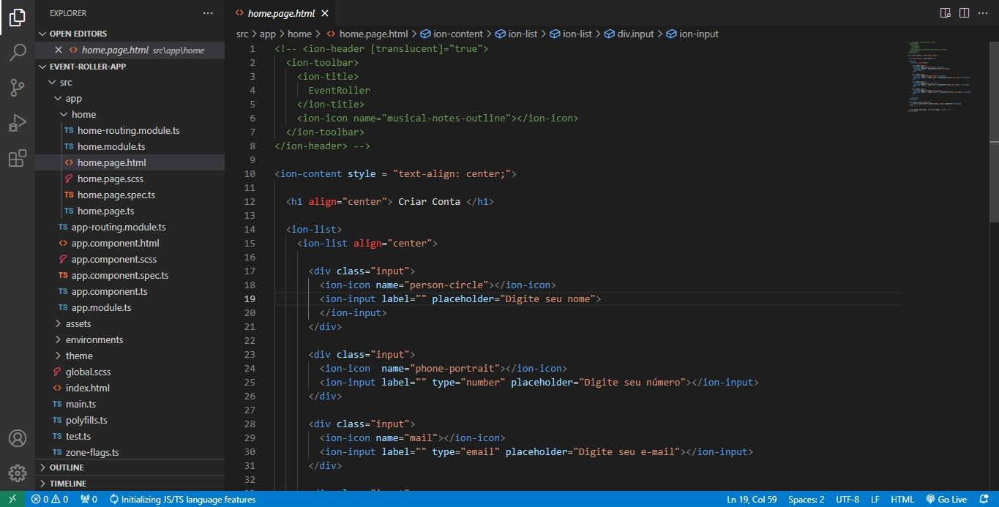 EXPLORER
OPEN EDITORS
home.page.html src\app\home
EVENT-ROLLER-APP
src
app
home
TS home-routing.module.ts
TS home.module.ts
<> home.page.html
home.page.scss
TS home.page.spec.ts
TS home.page.ts
TS app-routing.module.ts
<> app.component.html
app.component.scss
TS app.component.spec.ts
TS app.component.ts
TS app.module.ts
assets
environments
theme
global.scss
<> index.html
TS main.ts
TS polyfills.ts
TS test.ts
TS zone-flags.ts
OUTLINE
TIMELINE
<> home.page.html
src > app > home > <> home.page.html > ion-content > ion-list > ion-list > div.input > ion-input
1 <!-- <ion-header [translucent]="true">
2 <ion-toolbar>
3 <ion-title>
4 EventRoller
5 </ion-title>
6 <ion-icon name="musical-notes-outline"></ion-icon>
7 </ion-toolbar>
8 </ion-header> -->
9
10 <ion-content style = "text-align: center;">
11
12 <h1 align="center"> Criar Conta </h1>
13
14 <ion-list>
15 <ion-list align="center">
16
17 <div class="input">
18 <ion-icon name="person-circle"></ion-icon>
19 <ion-input label="" placeholder="Digite seu nome">
20 </ion-input>
21 </div>
22
23 <div class="input">
24 <ion-icon  name="phone-portrait"></ion-icon>
25 <ion-input label="" type="number" placeholder="Digite seu número"></ion-input>
26 </div>
27
28 <div class="input">
29 <ion-icon name="mail"></ion-icon>
30 <ion-input label="" type="email" placeholder="Digite seu e-mail"></ion-input>
31 </div>
32
0 0 0 Initializing JS/TS language features Ln 19, Col 59 Spaces: 2 UTF-8 LF HTML Go Live